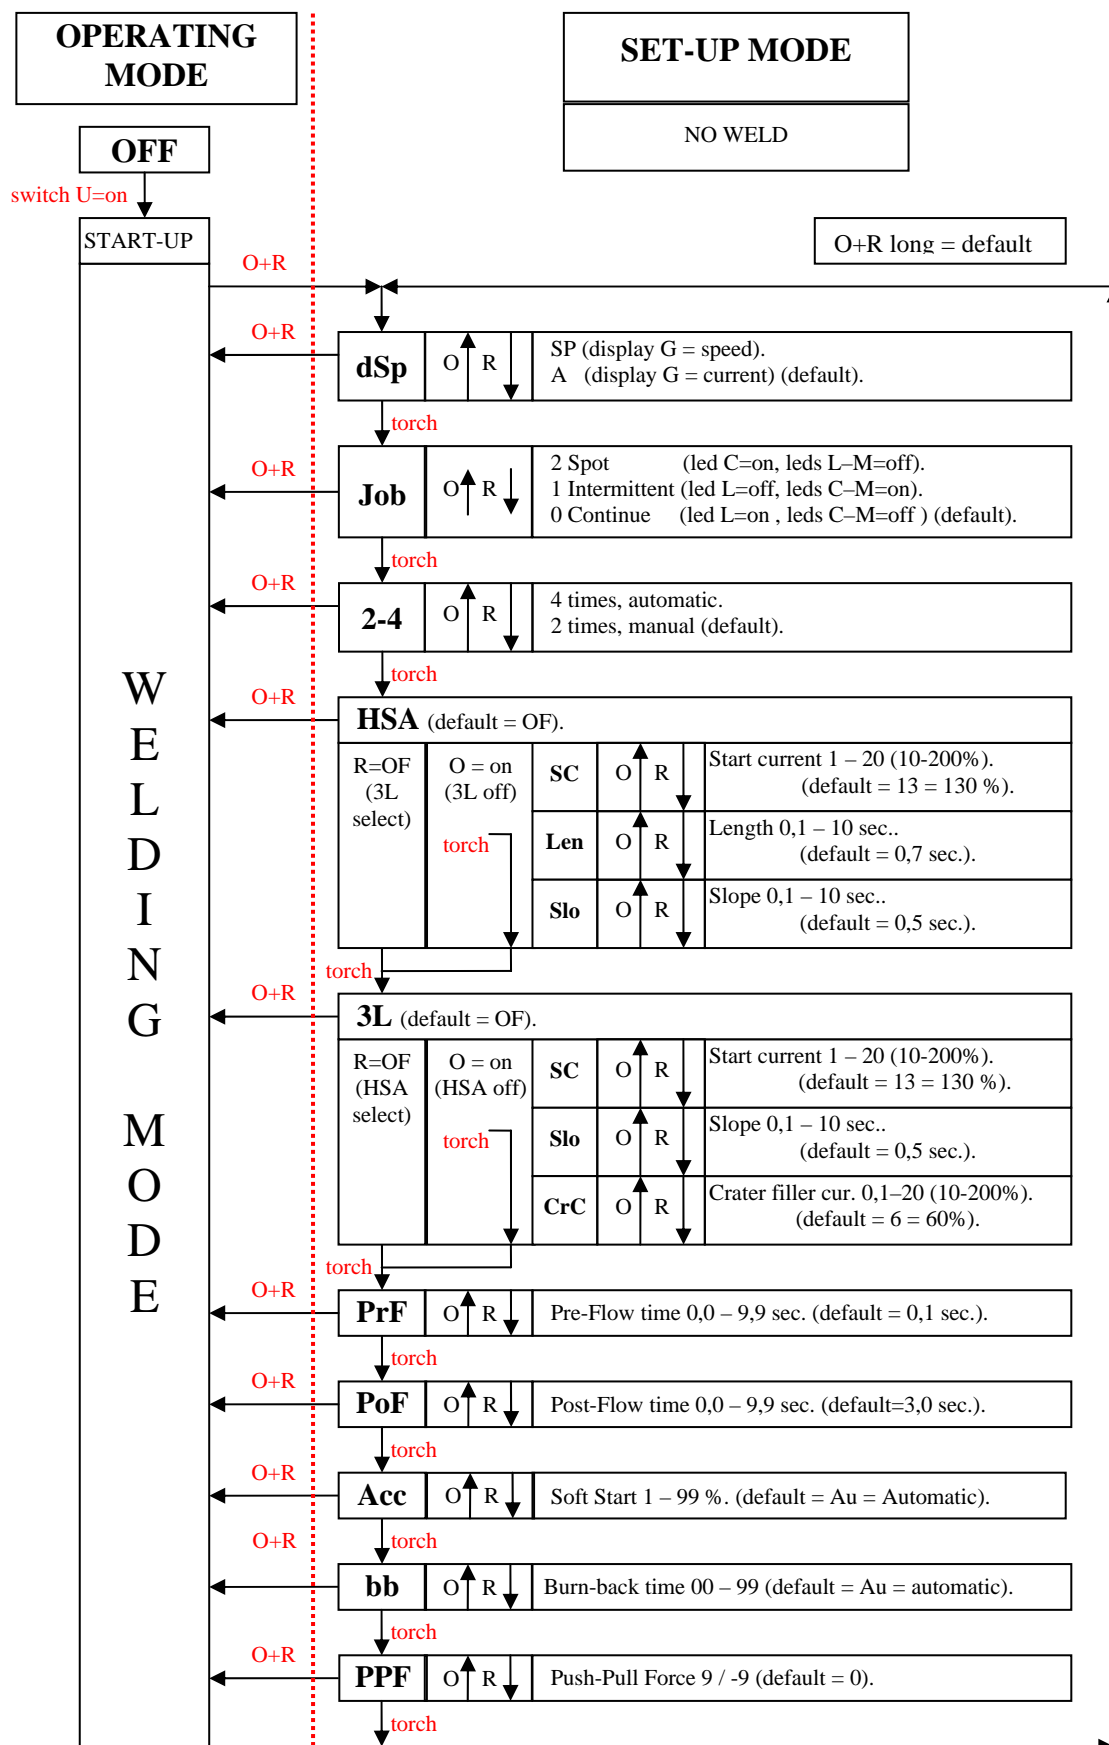 OPERATING
MODE
SET-UP MODE
NO WELD
OFF
switch U=on
START-UP
O+R long = default
O+R
O+R
dSp
O R
SP (display G = speed).
A (display G = current) (default).
torch
O+R
Job
O R
2 Spot (led C=on, leds L–M=off).
1 Intermittent (led L=off, leds C–M=on).
0 Continue (led L=on , leds C–M=off ) (default).
torch
O+R
2-4
O R
4 times, automatic.
2 times, manual (default).
torch
O+R
HSA (default = OF).
R=OF
(3L
select)
O = on
(3L off)
torch
SC
O R
Start current 1 – 20 (10-200%).
(default = 13 = 130 %).
Len
O R
Length 0,1 – 10 sec..
(default = 0,7 sec.).
Slo
O R
Slope 0,1 – 10 sec..
(default = 0,5 sec.).
torch
O+R
3L (default = OF).
R=OF
(HSA
select)
O = on
(HSA off)
torch
SC
O R
Start current 1 – 20 (10-200%).
(default = 13 = 130 %).
Slo
O R
Slope 0,1 – 10 sec..
(default = 0,5 sec.).
CrC
O R
Crater filler cur. 0,1–20 (10-200%).
(default = 6 = 60%).
torch
O+R
PrF
O R
Pre-Flow time 0,0 – 9,9 sec. (default = 0,1 sec.).
torch
O+R
PoF
O R
Post-Flow time 0,0 – 9,9 sec. (default=3,0 sec.).
torch
O+R
Acc
O R
Soft Start 1 – 99 %. (default = Au = Automatic).
torch
O+R
bb
O R
Burn-back time 00 – 99 (default = Au = automatic).
torch
O+R
PPF
O R
Push-Pull Force 9 / -9 (default = 0).
torch
W
E
L
D
I
N
G
M
O
D
E